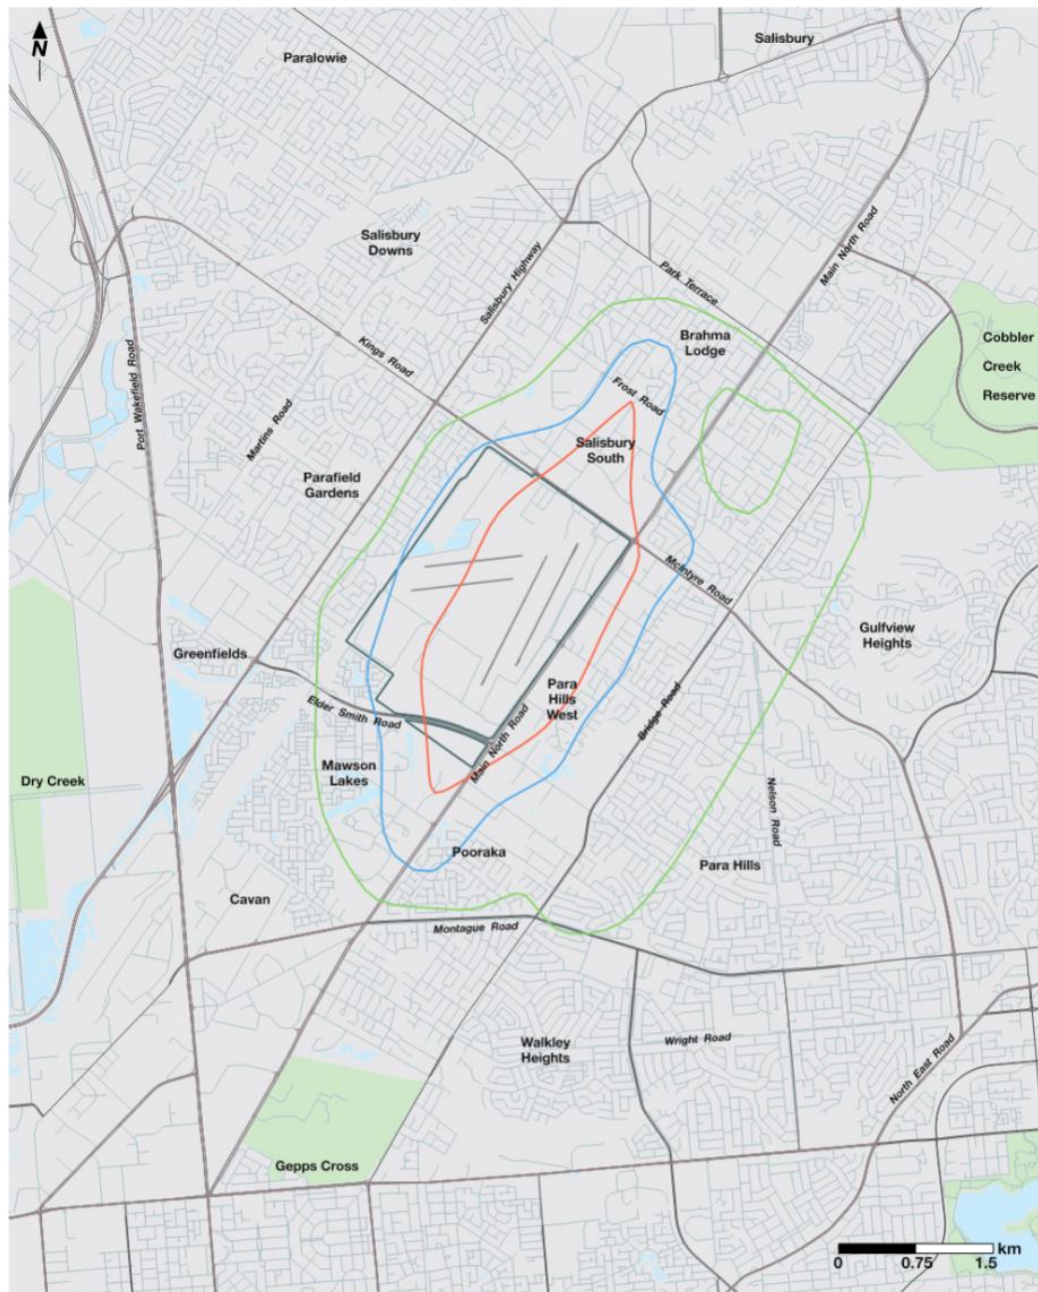 Salisbury
N
Paralowie
Main North Road
Salisbury
Downs
Salisbury Highway
Park Terrace
Brahma
Lodge
Cobbler
Creek
Reserve
Port Wakefield Road
Kings Road
Frost Road
Martins Road
Salisbury
South
Parafield
Gardens
McIntyre Road
Gulfview
Heights
Greenfields
Para
Hills
West
Elder Smith Road
Bridge Road
Main North Road
Mawson
Lakes
Dry Creek
Nelson Road
Pooraka
Para Hills
Cavan
Montague Road
Walkley
Heights
Wright Road
North East Road
Gepps Cross
km
0 0.75 1.5